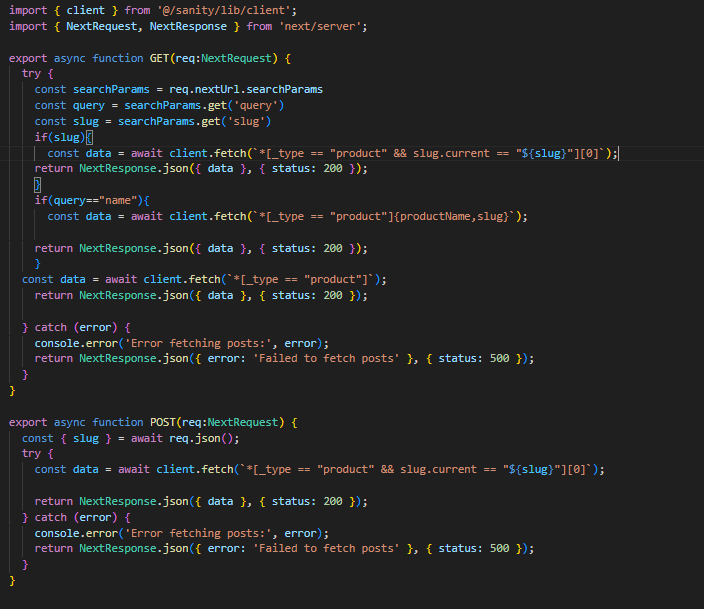 import { client } from '@/sanity/lib/client';
import { NextRequest, NextResponse } from 'next/server';

export async function GET(req:NextRequest) {
  try {
    const searchParams = req.nextUrl.searchParams
    const query = searchParams.get('query')
    const slug = searchParams.get('slug')
    if(slug){
      const data = await client.fetch(`*[_type == "product" && slug.current == "${slug}"][0]`);
    return NextResponse.json({ data }, { status: 200 });
    }
    if(query=="name"){
      const data = await client.fetch(`*[_type == "product"]{productName,slug}`);

    return NextResponse.json({ data }, { status: 200 });
    }
  const data = await client.fetch(`*[_type == "product"]`);
    return NextResponse.json({ data }, { status: 200 });

  } catch (error) {
    console.error('Error fetching posts:', error);
    return NextResponse.json({ error: 'Failed to fetch posts' }, { status: 500 });
  }
}

export async function POST(req:NextRequest) {
  const { slug } = await req.json();
  try {
    const data = await client.fetch(`*[_type == "product" && slug.current == "${slug}"][0]`);

    return NextResponse.json({ data }, { status: 200 });
  } catch (error) {
    console.error('Error fetching posts:', error);
    return NextResponse.json({ error: 'Failed to fetch posts' }, { status: 500 });
  }
}